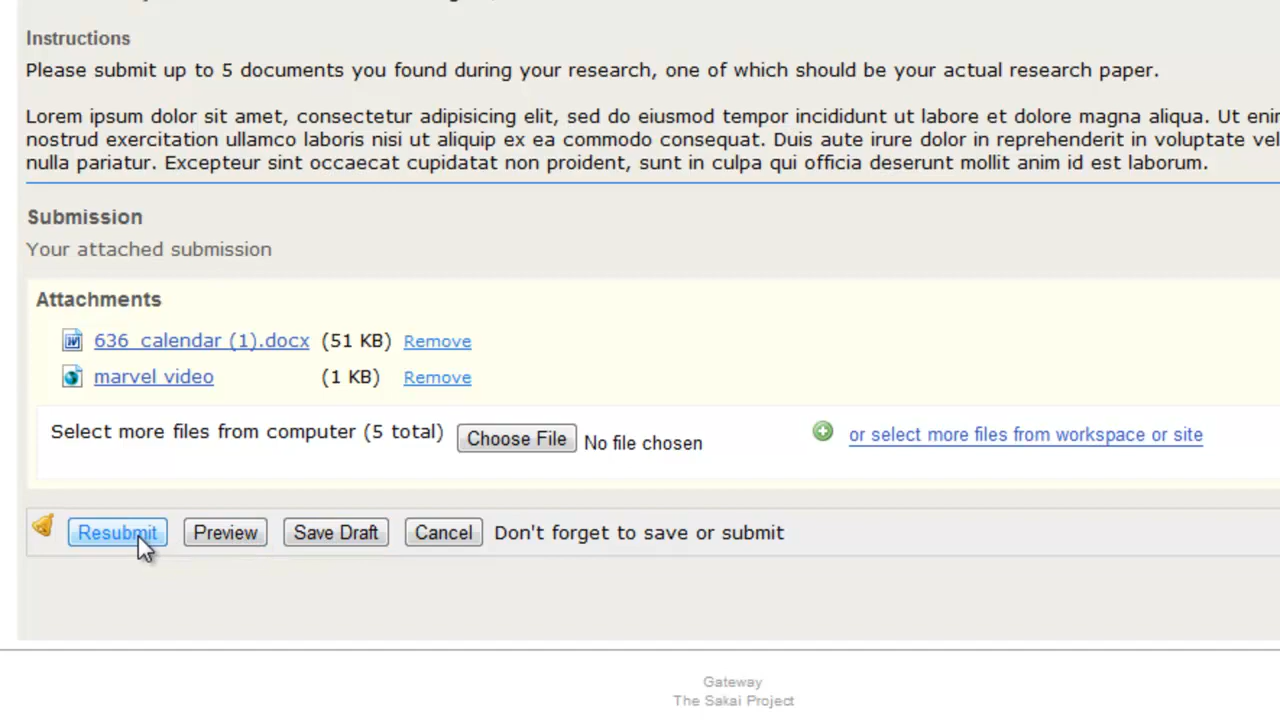 Instructions
Please submit up to 5 documents you found during your research, one of which should be your actual research paper.
Lorem ipsum dolor sit amet, consectetur adipisicing elit, sed do eiusmod tempor incididunt ut labore et dolore magna aliqua. Ut
nostrud exercitation ullamco laboris nisi ut aliquip ex ea commodo consequat. Duis aute irure dolor in reprehenderit in voluptate
nulla pariatur. Excepteur sint occaecat cupidatat non proident, sunt in culpa qui officia deserunt mollit anim id est laborum.
Submission
Your attached submission
Attachments
636_calendar (1).docx (51 KB) Remove
marvel video (1 KB) Remove
Select more files from computer (5 total) Choose File No file chosen or select more files from workspace or site
Resubmit Preview Save Draft Cancel Don't forget to save or submit
Gateway
The Sakai Project